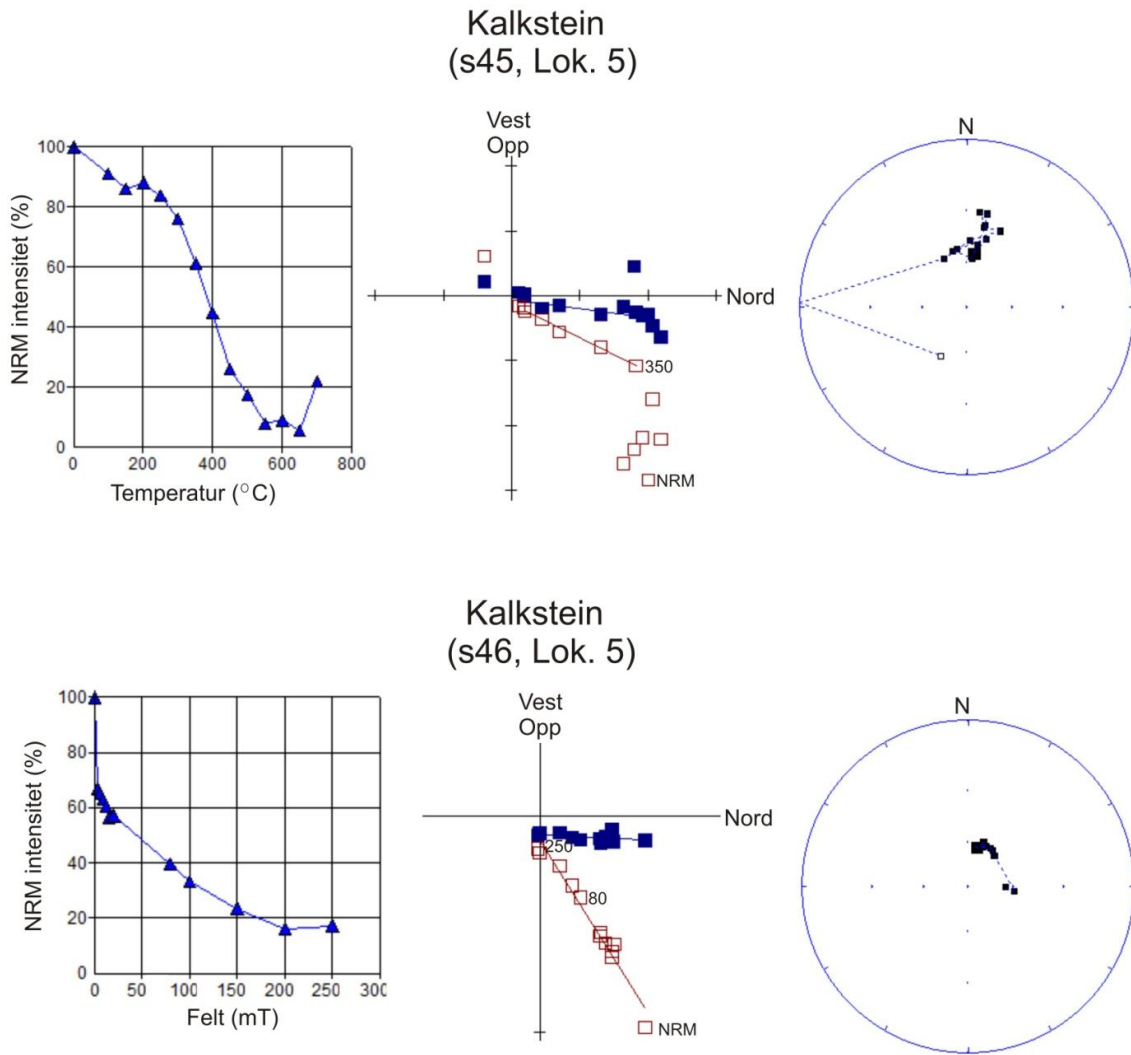 Kalkstein
(s45, Lok. 5)
NRM intensitet (%)
100
80
60
40
20
0
0 200 400 600 800
Temperatur (°C)
Vest
Opp
Nord
350
NRM
N
Kalkstein
(s46, Lok. 5)
NRM intensitet (%)
100
80
60
40
20
0
0 50 100 150 200 250 300
Felt (mT)
Vest
Opp
Nord
250
80
NRM
N